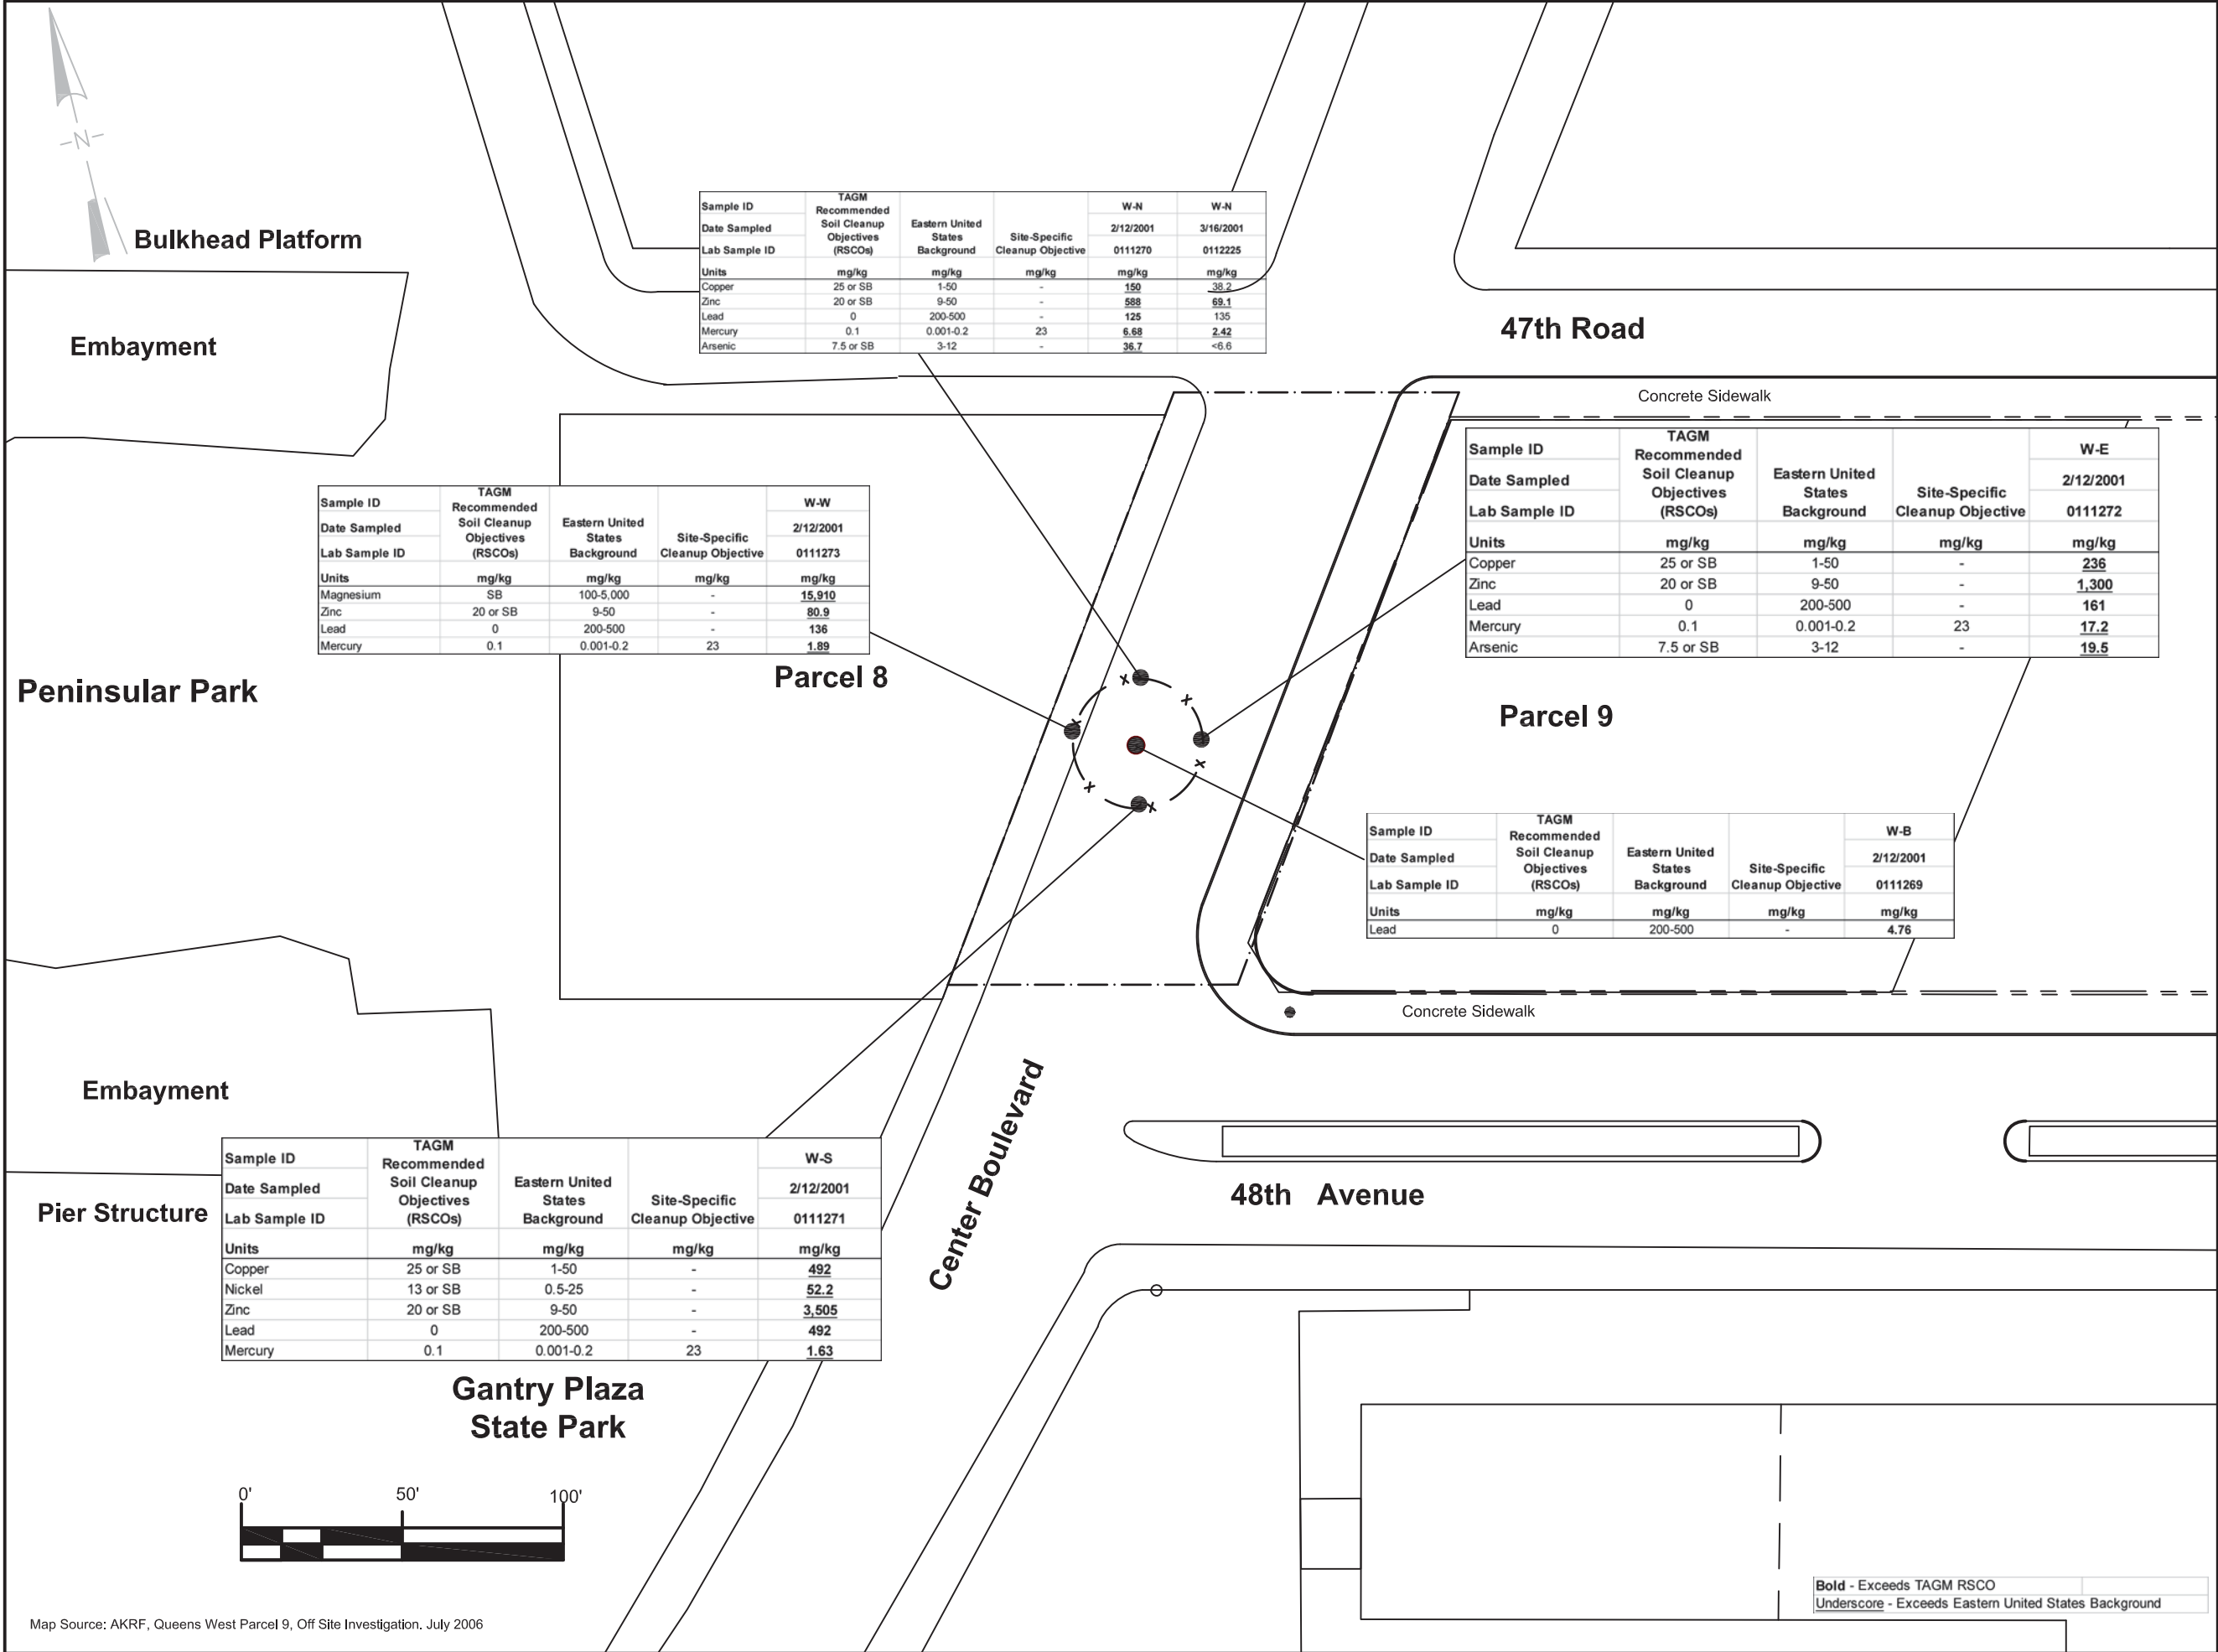 -N-
Bulkhead Platform
Embayment
Sample ID | TAGM Recommended Soil Cleanup Objectives (RSCOs) | Eastern United States Background | Site-Specific Cleanup Objective | W-N | W-N
Date Sampled | 2/12/2001 | 3/16/2001
Lab Sample ID | 0111270 | 0112225
Units | mg/kg | mg/kg | mg/kg | mg/kg | mg/kg
Copper | 25 or SB | 1-50 | - | 150 | 38.2
Zinc | 20 or SB | 9-50 | - | 588 | 69.1
Lead | 0 | 200-500 | - | 125 | 135
Mercury | 0.1 | 0.001-0.2 | 23 | 6.68 | 2.42
Arsenic | 7.5 or SB | 3-12 | - | 36.7 | <6.6
47th Road
Concrete Sidewalk
Sample ID | TAGM Recommended Soil Cleanup Objectives (RSCOs) | Eastern United States Background | Site-Specific Cleanup Objective | W-W
Date Sampled | 2/12/2001
Lab Sample ID | 0111273
Units | mg/kg | mg/kg | mg/kg | mg/kg
Magnesium | SB | 100-5,000 | - | 15,910
Zinc | 20 or SB | 9-50 | - | 80.9
Lead | 0 | 200-500 | - | 136
Mercury | 0.1 | 0.001-0.2 | 23 | 1.89
Sample ID | TAGM Recommended Soil Cleanup Objectives (RSCOs) | Eastern United States Background | Site-Specific Cleanup Objective | W-E
Date Sampled | 2/12/2001
Lab Sample ID | 0111272
Units | mg/kg | mg/kg | mg/kg | mg/kg
Copper | 25 or SB | 1-50 | - | 236
Zinc | 20 or SB | 9-50 | - | 1,300
Lead | 0 | 200-500 | - | 161
Mercury | 0.1 | 0.001-0.2 | 23 | 17.2
Arsenic | 7.5 or SB | 3-12 | - | 19.5
Peninsular Park
Parcel 8
Parcel 9
Sample ID | TAGM Recommended Soil Cleanup Objectives (RSCOs) | Eastern United States Background | Site-Specific Cleanup Objective | W-B
Date Sampled | 2/12/2001
Lab Sample ID | 0111269
Units | mg/kg | mg/kg | mg/kg | mg/kg
Lead | 0 | 200-500 | - | 4.76
Concrete Sidewalk
Embayment
Center Boulevard
48th Avenue
Pier Structure
Sample ID | TAGM Recommended Soil Cleanup Objectives (RSCOs) | Eastern United States Background | Site-Specific Cleanup Objective | W-S
Date Sampled | 2/12/2001
Lab Sample ID | 0111271
Units | mg/kg | mg/kg | mg/kg | mg/kg
Copper | 25 or SB | 1-50 | - | 492
Nickel | 13 or SB | 0.5-25 | - | 52.2
Zinc | 20 or SB | 9-50 | - | 3,505
Lead | 0 | 200-500 | - | 492
Mercury | 0.1 | 0.001-0.2 | 23 | 1.63
Gantry Plaza
State Park
0' 50' 100'
Bold - Exceeds TAGM RSCO
Underscore - Exceeds Eastern United States Background
Map Source: AKRF, Queens West Parcel 9, Off Site Investigation. July 2006